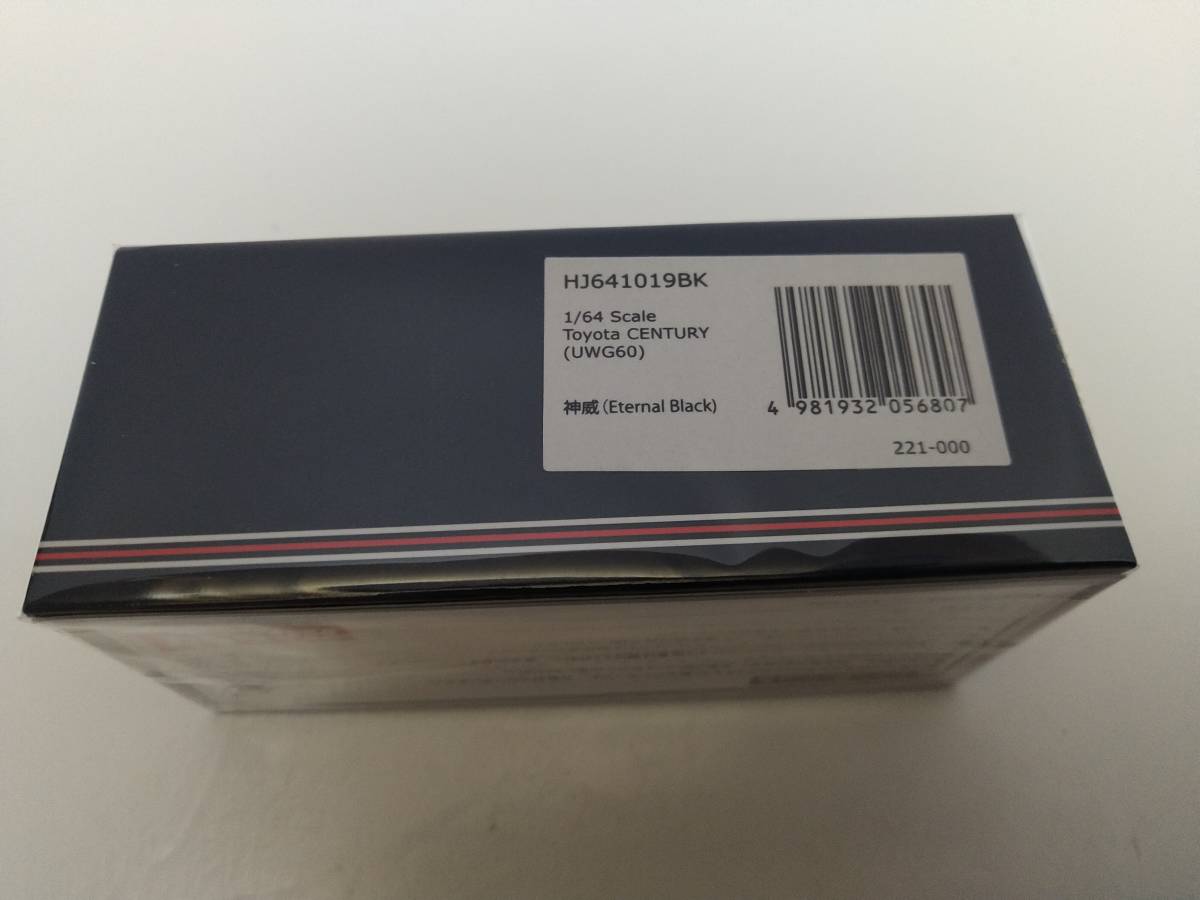 HJ641019BK
1/64 Scale
Toyota CENTURY
(UWG60)
神威(Eternal Black)
4 981932 056807
221-000